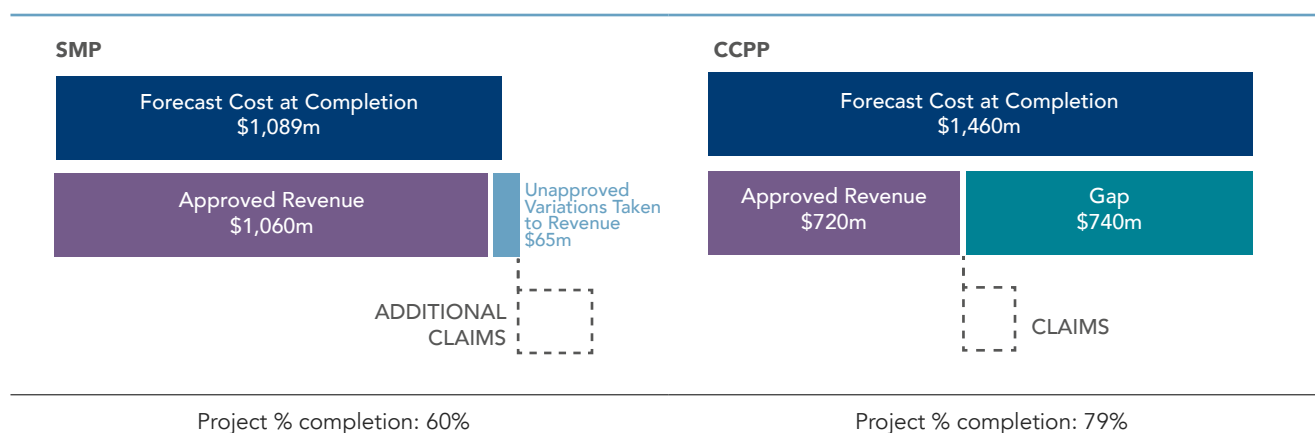 SMP
Forecast Cost at Completion
$1,089m
Approved Revenue
$1,060m
Unapproved
Variations Taken
to Revenue
$65m
ADDITIONAL
CLAIMS
Project % completion: 60%
CCPP
Forecast Cost at Completion
$1,460m
Approved Revenue
$720m
Gap
$740m
CLAIMS
Project % completion: 79%